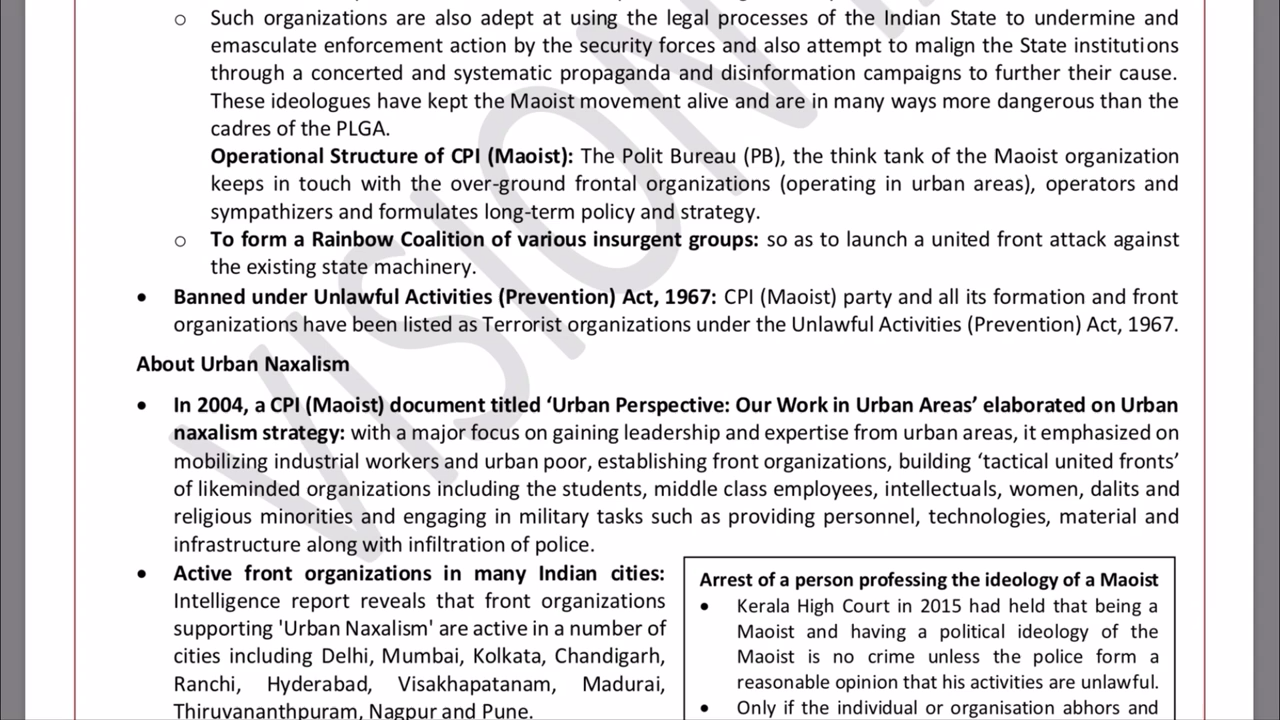 ○ Such organizations are also adept at using the legal processes of the Indian State to undermine and
emasculate enforcement action by the security forces and also attempt to malign the State institutions
through a concerted and systematic propaganda and disinformation campaigns to further their cause.
These ideologues have kept the Maoist movement alive and are in many ways more dangerous than the
cadres of the PLGA.
Operational Structure of CPI (Maoist): The Polit Bureau (PB), the think tank of the Maoist organization
keeps in touch with the over-ground frontal organizations (operating in urban areas), operators and
sympathizers and formulates long-term policy and strategy.
○ To form a Rainbow Coalition of various insurgent groups: so as to launch a united front attack against
the existing state machinery.
• Banned under Unlawful Activities (Prevention) Act, 1967: CPI (Maoist) party and all its formation and front
organizations have been listed as Terrorist organizations under the Unlawful Activities (Prevention) Act, 1967.
About Urban Naxalism
• In 2004, a CPI (Maoist) document titled ‘Urban Perspective: Our Work in Urban Areas’ elaborated on Urban
naxalism strategy: with a major focus on gaining leadership and expertise from urban areas, it emphasized on
mobilizing industrial workers and urban poor, establishing front organizations, building ‘tactical united fronts’
of likeminded organizations including the students, middle class employees, intellectuals, women, dalits and
religious minorities and engaging in military tasks such as providing personnel, technologies, material and
infrastructure along with infiltration of police.
• Active front organizations in many Indian cities:
Intelligence report reveals that front organizations
supporting 'Urban Naxalism' are active in a number of
cities including Delhi, Mumbai, Kolkata, Chandigarh,
Ranchi, Hyderabad, Visakhapatanam, Madurai,
Thiruvananthpuram, Nagpur and Pune.
Arrest of a person professing the ideology of a Maoist
• Kerala High Court in 2015 had held that being a
Maoist and having a political ideology of the
Maoist is no crime unless the police form a
reasonable opinion that his activities are unlawful.
• Only if the individual or organisation abhors and
VISION